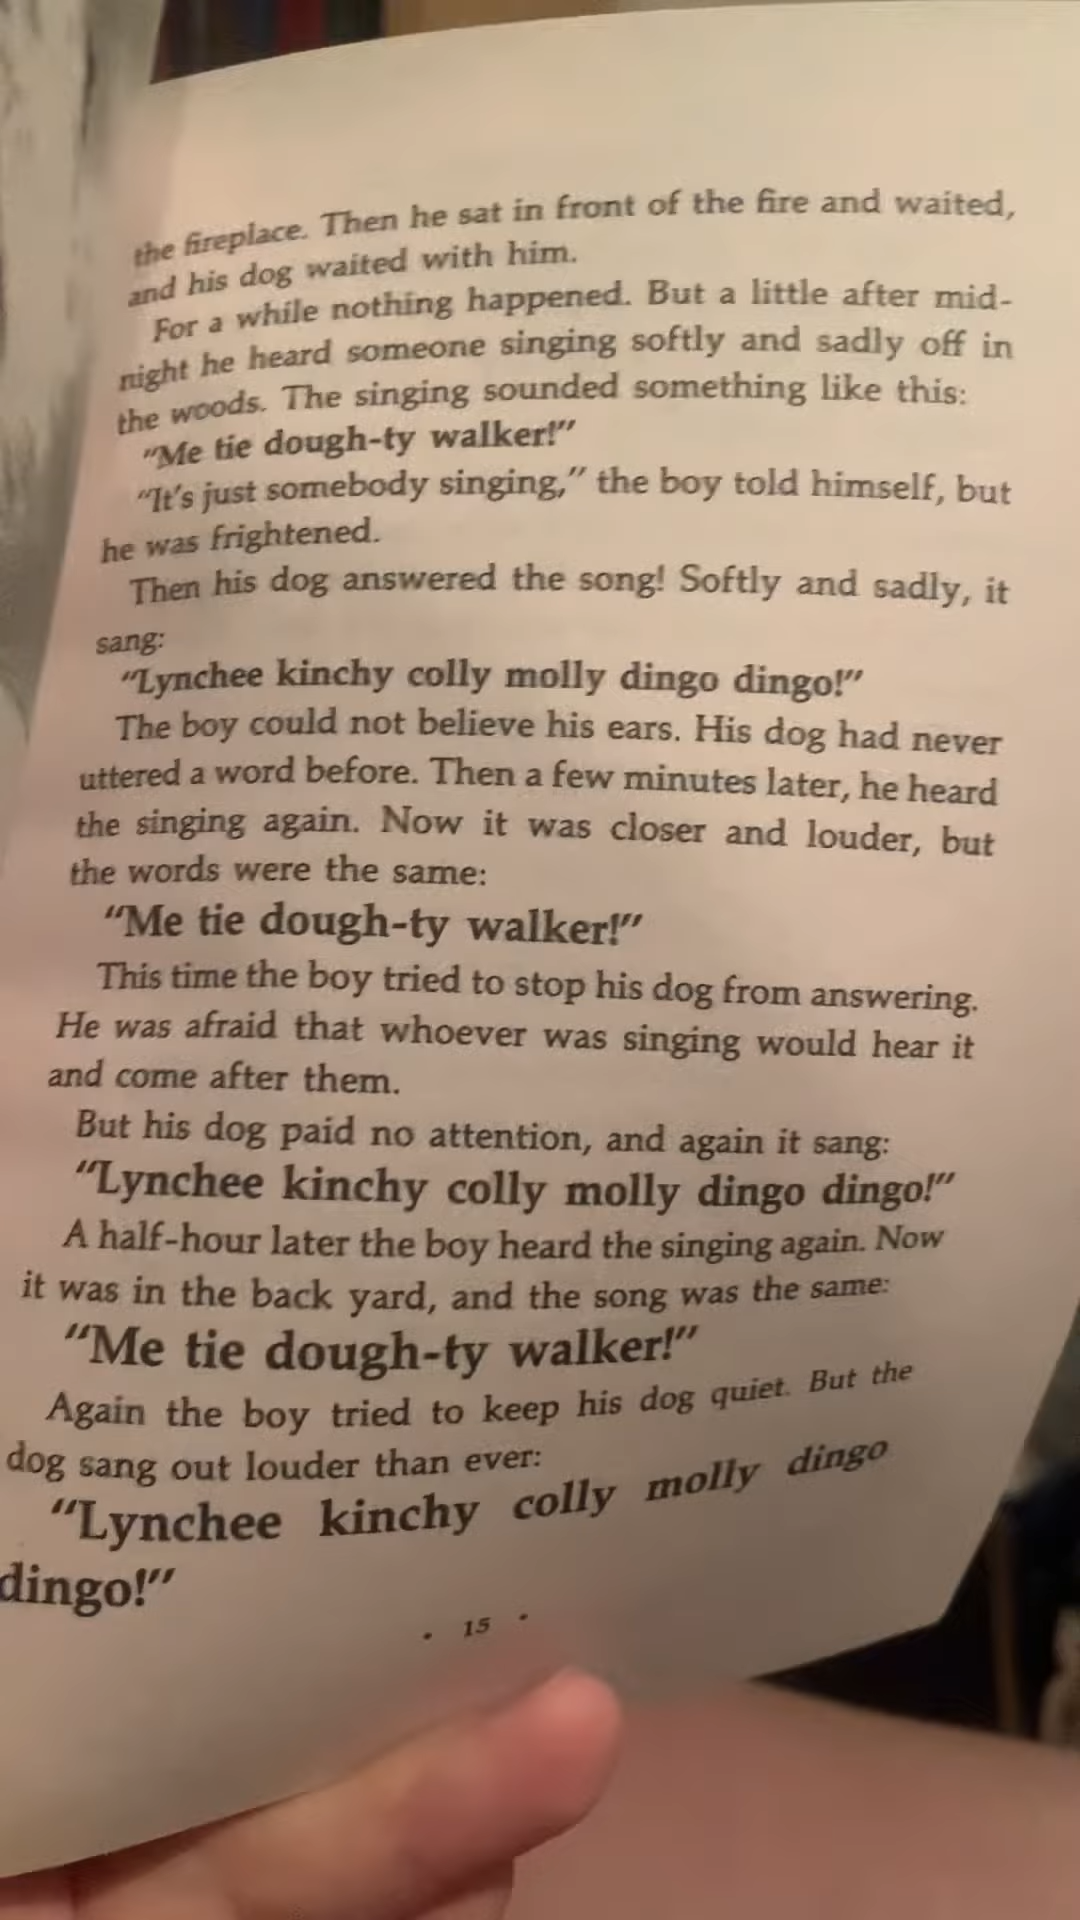 the fireplace. Then he sat in front of the fire and waited,
and his dog waited with him.
For a while nothing happened. But a little after mid-
night he heard someone singing softly and sadly off in
the woods. The singing sounded something like this:
“Me tie dough-ty walker!”
“It's just somebody singing,” the boy told himself, but
he was frightened.
Then his dog answered the song! Softly and sadly, it
sang:
“Lynchee kinchy colly molly dingo dingo!”
The boy could not believe his ears. His dog had never
uttered a word before. Then a few minutes later, he heard
the singing again. Now it was closer and louder, but
the words were the same:
“Me tie dough-ty walker!”
This time the boy tried to stop his dog from answering.
He was afraid that whoever was singing would hear it
and come after them.
But his dog paid no attention, and again it sang:
“Lynchee kinchy colly molly dingo dingo!”
A half-hour later the boy heard the singing again. Now
it was in the back yard, and the song was the same:
“Me tie dough-ty walker!”
Again the boy tried to keep his dog quiet. But the
dog sang out louder than ever:
“Lynchee kinchy colly molly dingo
dingo!”
• 15 •